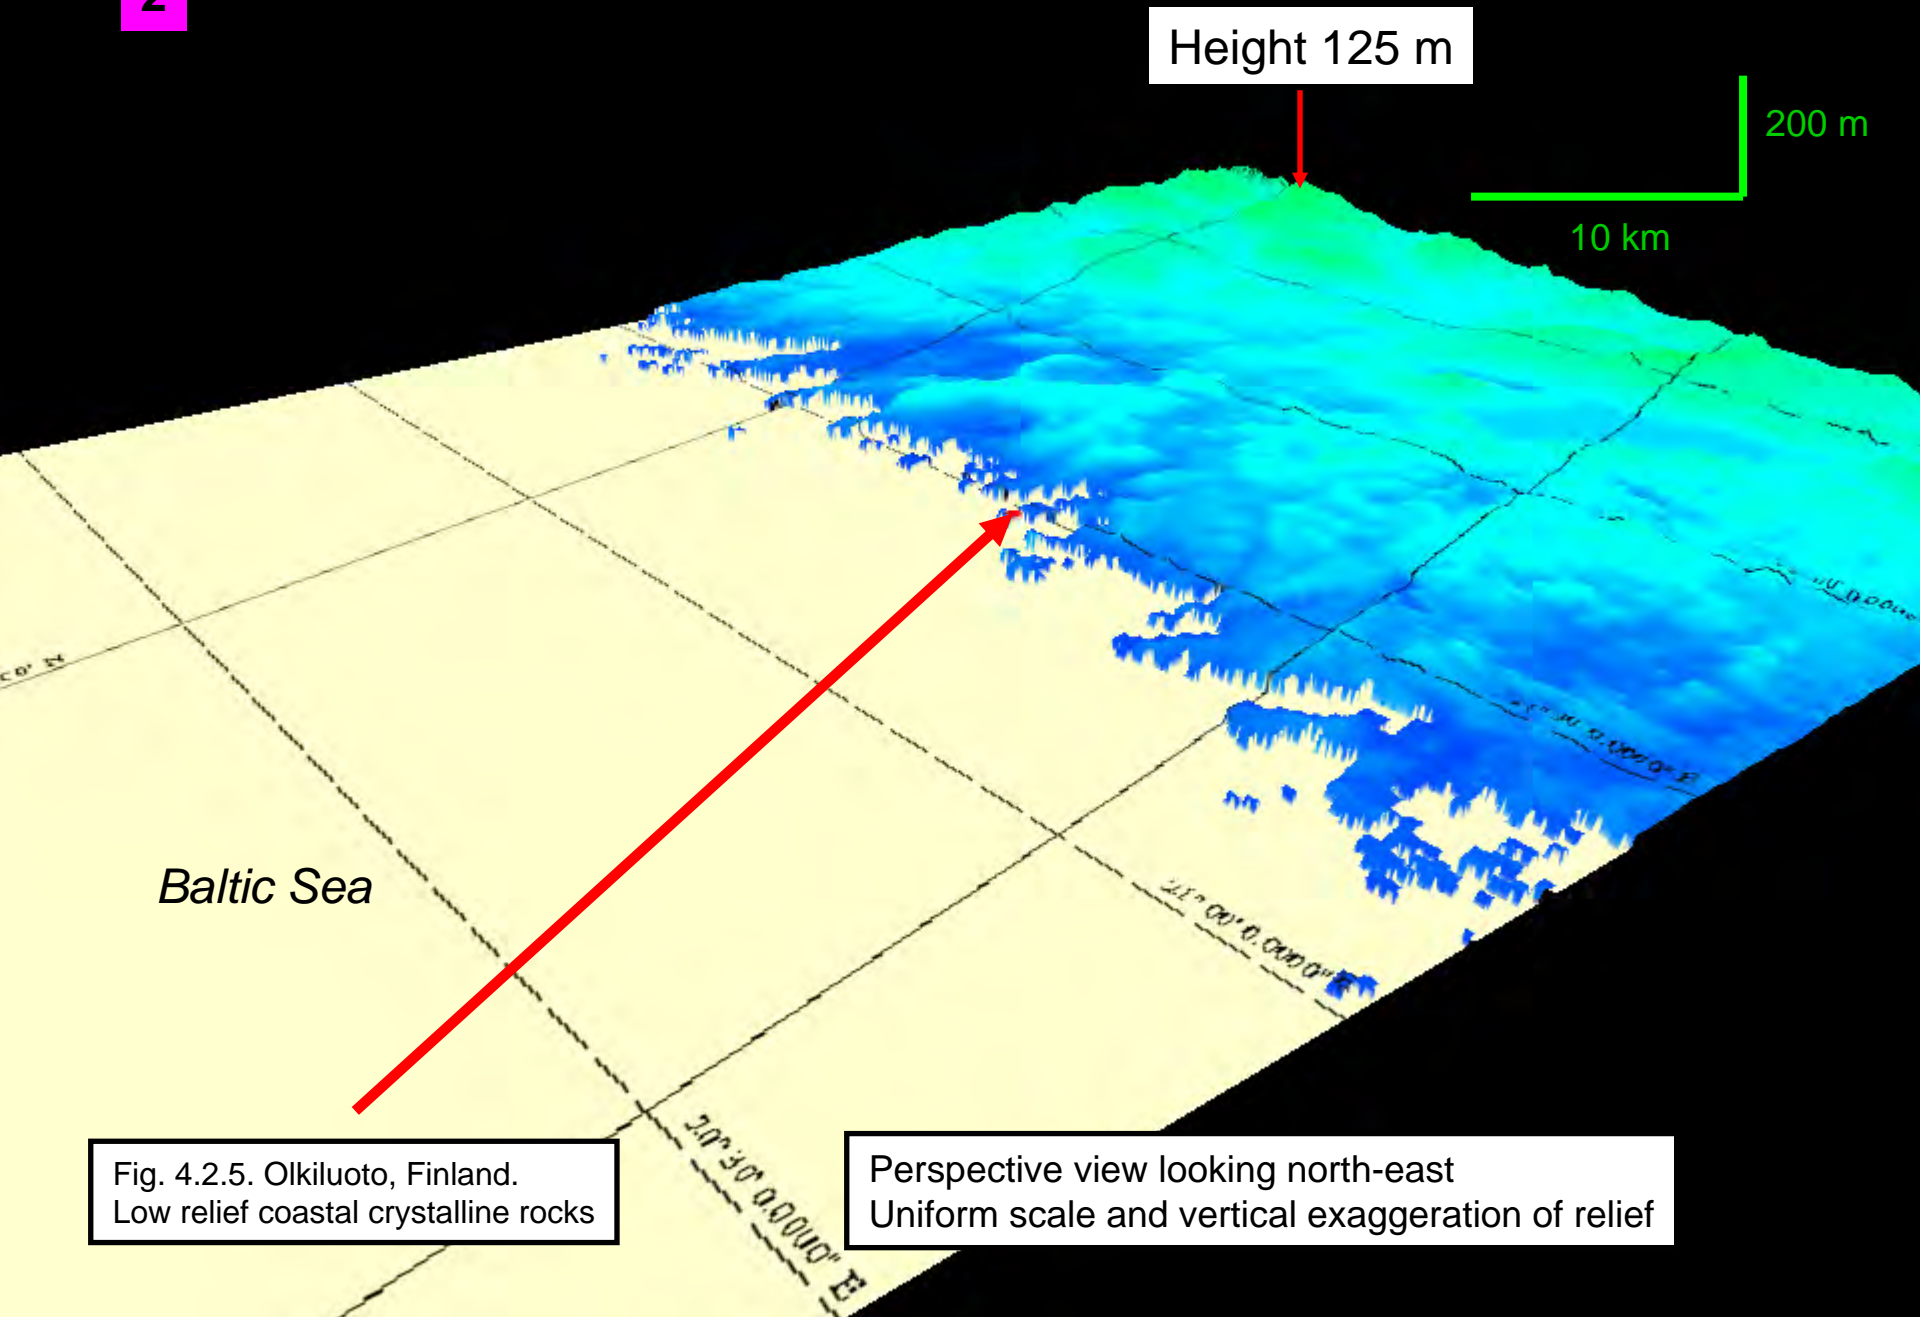 2
Height 125 m
200 m
10 km
Baltic Sea
21° 00' 0.0000" E
20° 30' 0.0000" E
Fig. 4.2.5. Olkiluoto, Finland.
Low relief coastal crystalline rocks
Perspective view looking north-east
Uniform scale and vertical exaggeration of relief